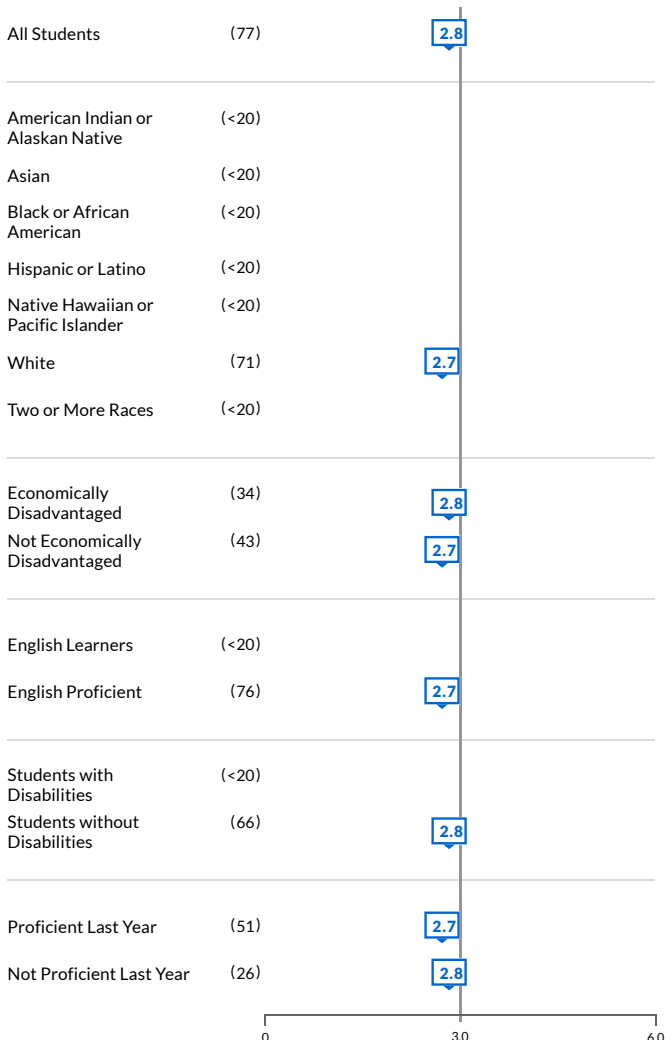 All Students (77) 2.8
American Indian or (<20)
Alaskan Native
Asian (<20)
Black or African (<20)
American
Hispanic or Latino (<20)
Native Hawaiian or (<20)
Pacific Islander
White (71) 2.7
Two or More Races (<20)
Economically (34) 2.8
Disadvantaged
Not Economically (43) 2.7
Disadvantaged
English Learners (<20)
English Proficient (76) 2.7
Students with (<20)
Disabilities
Students without (66) 2.8
Disabilities
Proficient Last Year (51) 2.7
Not Proficient Last Year (26) 2.8
0 3.0 6.0